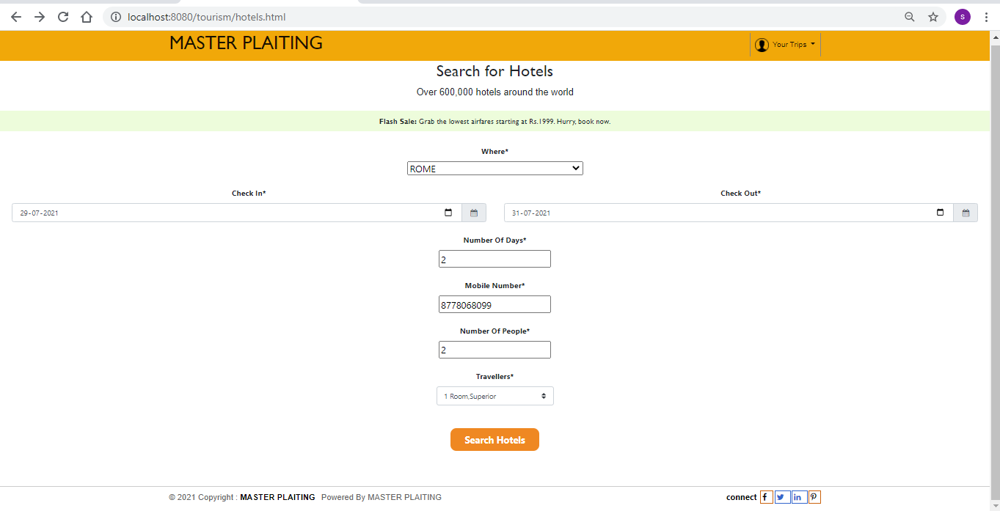 localhost:8080/tourism/hotels.html
S
MASTER PLAITING
Your Trips
Search for Hotels
Over 600,000 hotels around the world
Flash Sale: Grab the lowest airfares starting at Rs.1999. Hurry, book now.
Where*
ROME
Check In*
Check Out*
29-07-2021
31-07-2021
Number Of Days*
2
Mobile Number*
8778068099
Number Of People*
2
Travellers*
1 Room,Superior
Search Hotels
© 2021 Copyright : MASTER PLAITING Powered By MASTER PLAITING
connect